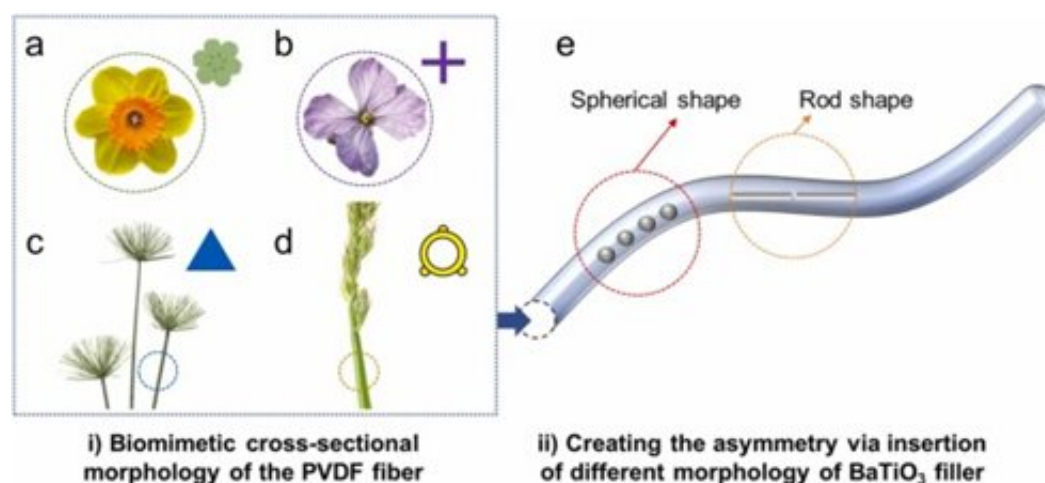 a
b
e
Spherical shape
Rod shape
c
d
i) Biomimetic cross-sectional
morphology of the PVDF fiber
ii) Creating the asymmetry via insertion
of different morphology of BaTiO₃ filler